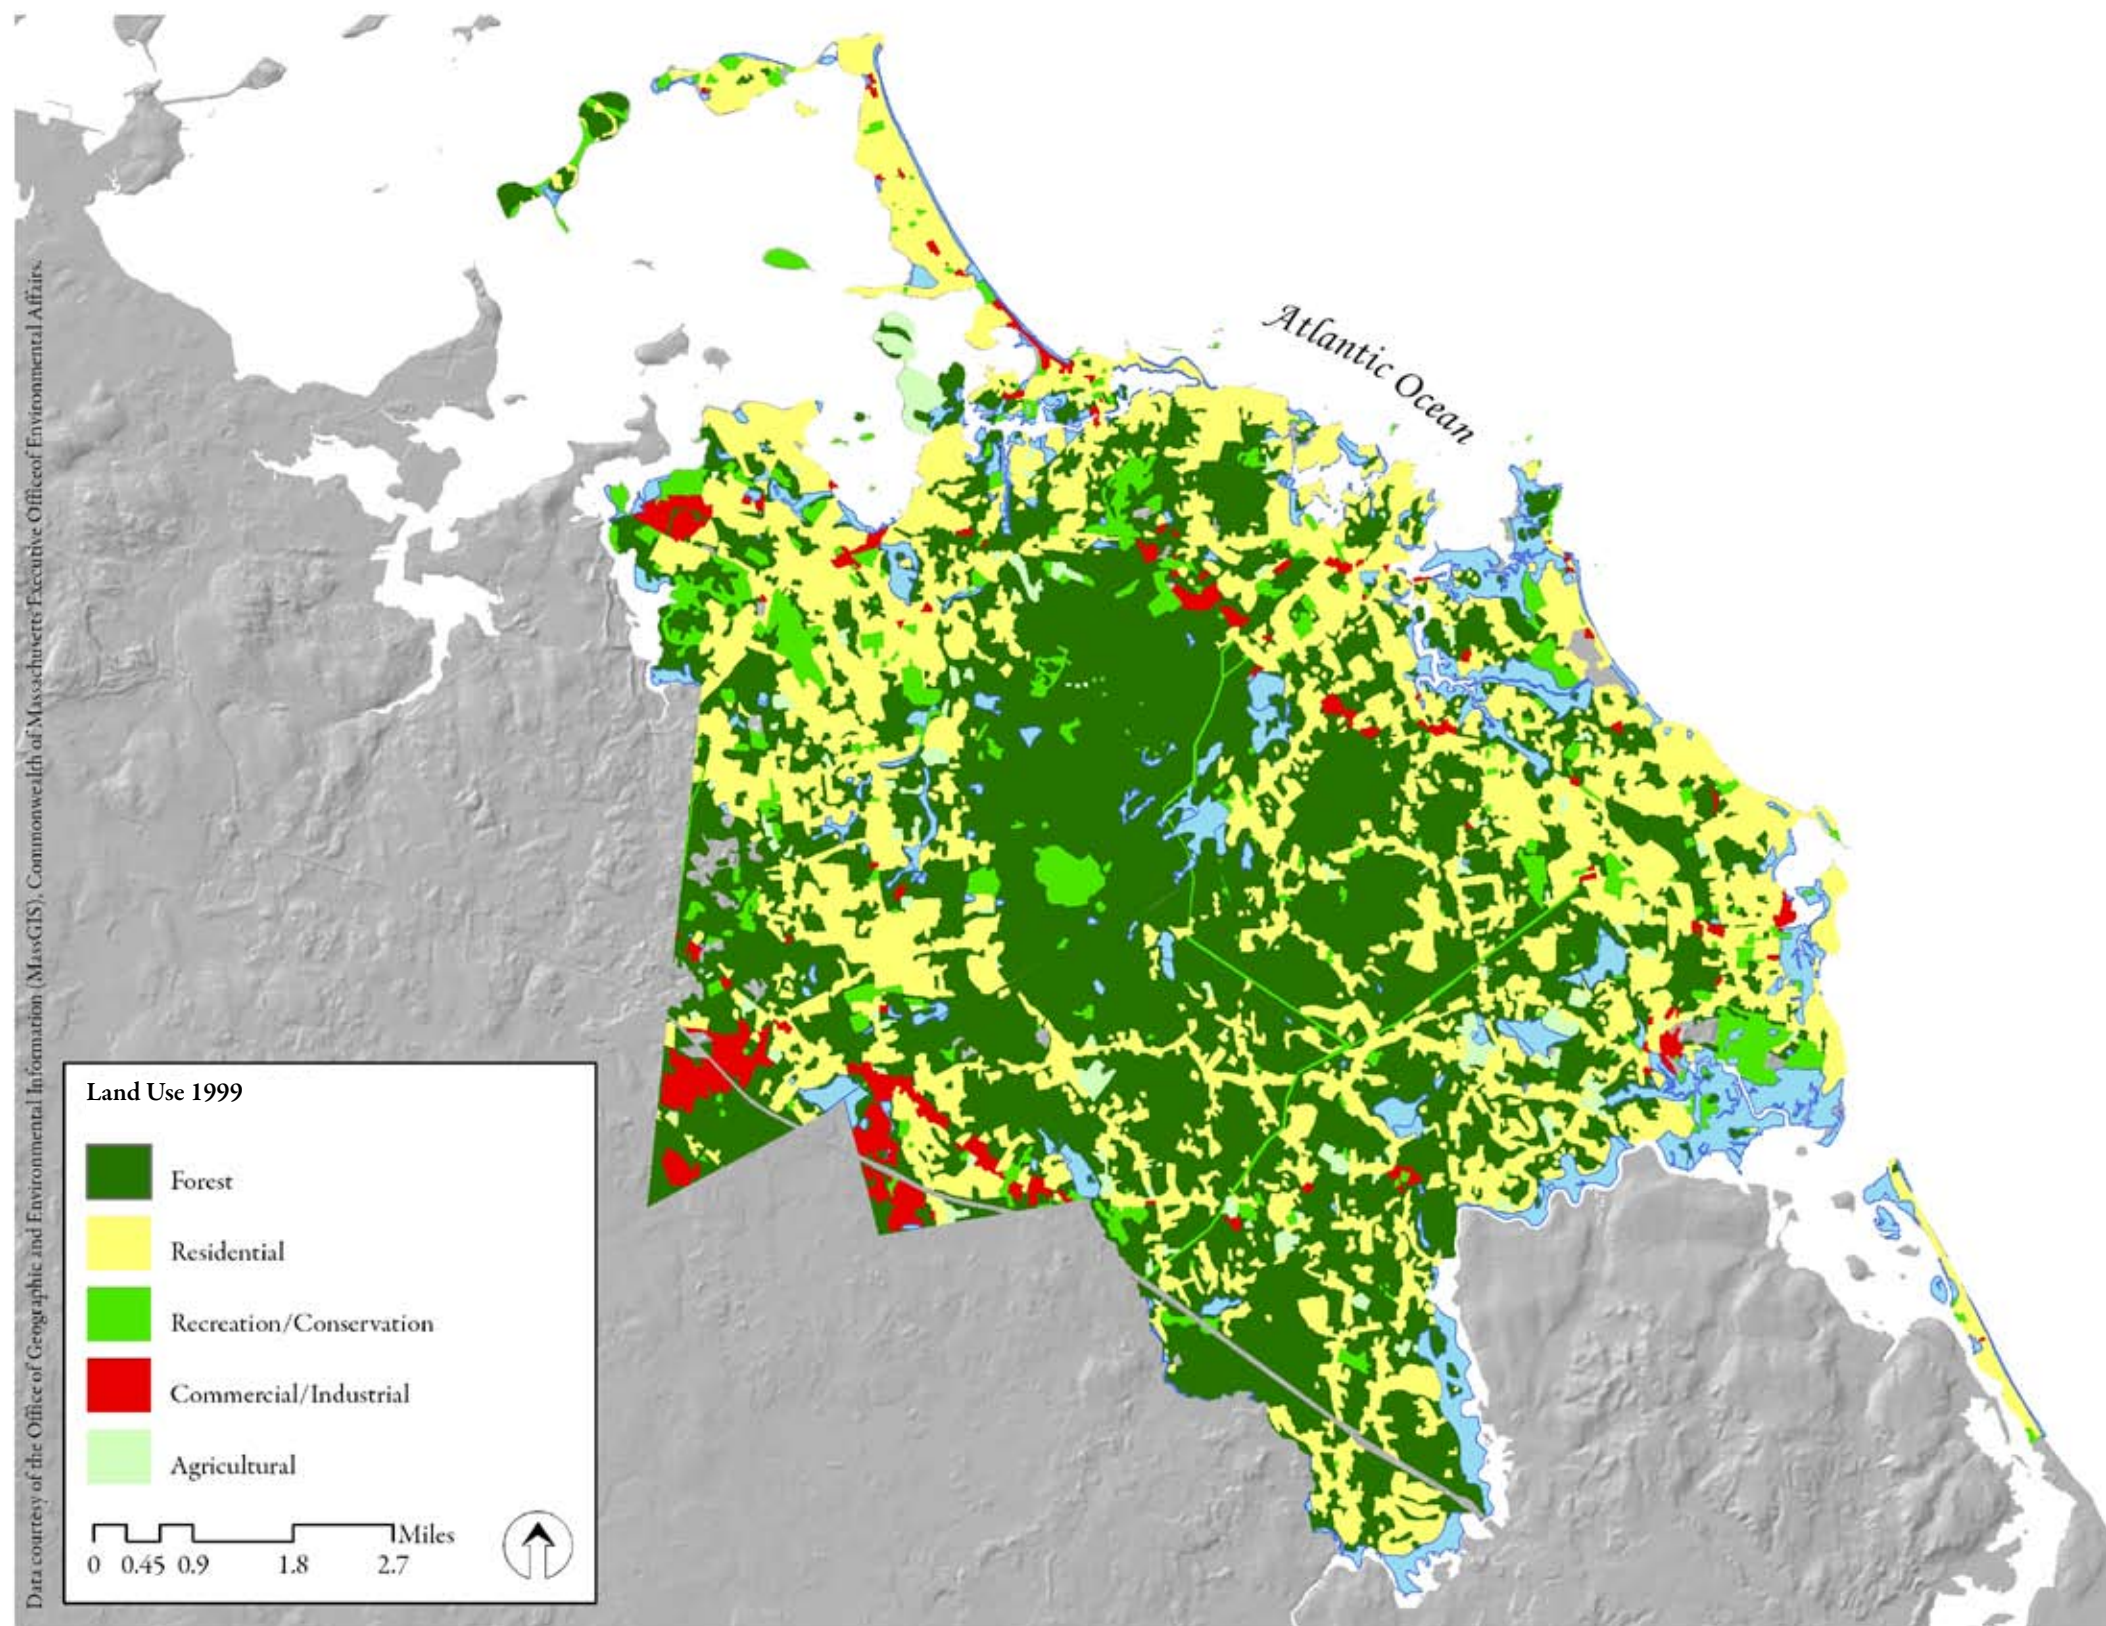 Data courtesy of the Office of Geographic and Environmental Information (MassGIS), Commonwealth of Massachusetts Executive Officeof Environmental Affairs.
Atlantic Ocean
Land Use 1999
Forest
Residential
Recreation/Conservation
Commercial/Industrial
Agricultural
Miles
0 0.45 0.9 1.8 2.7